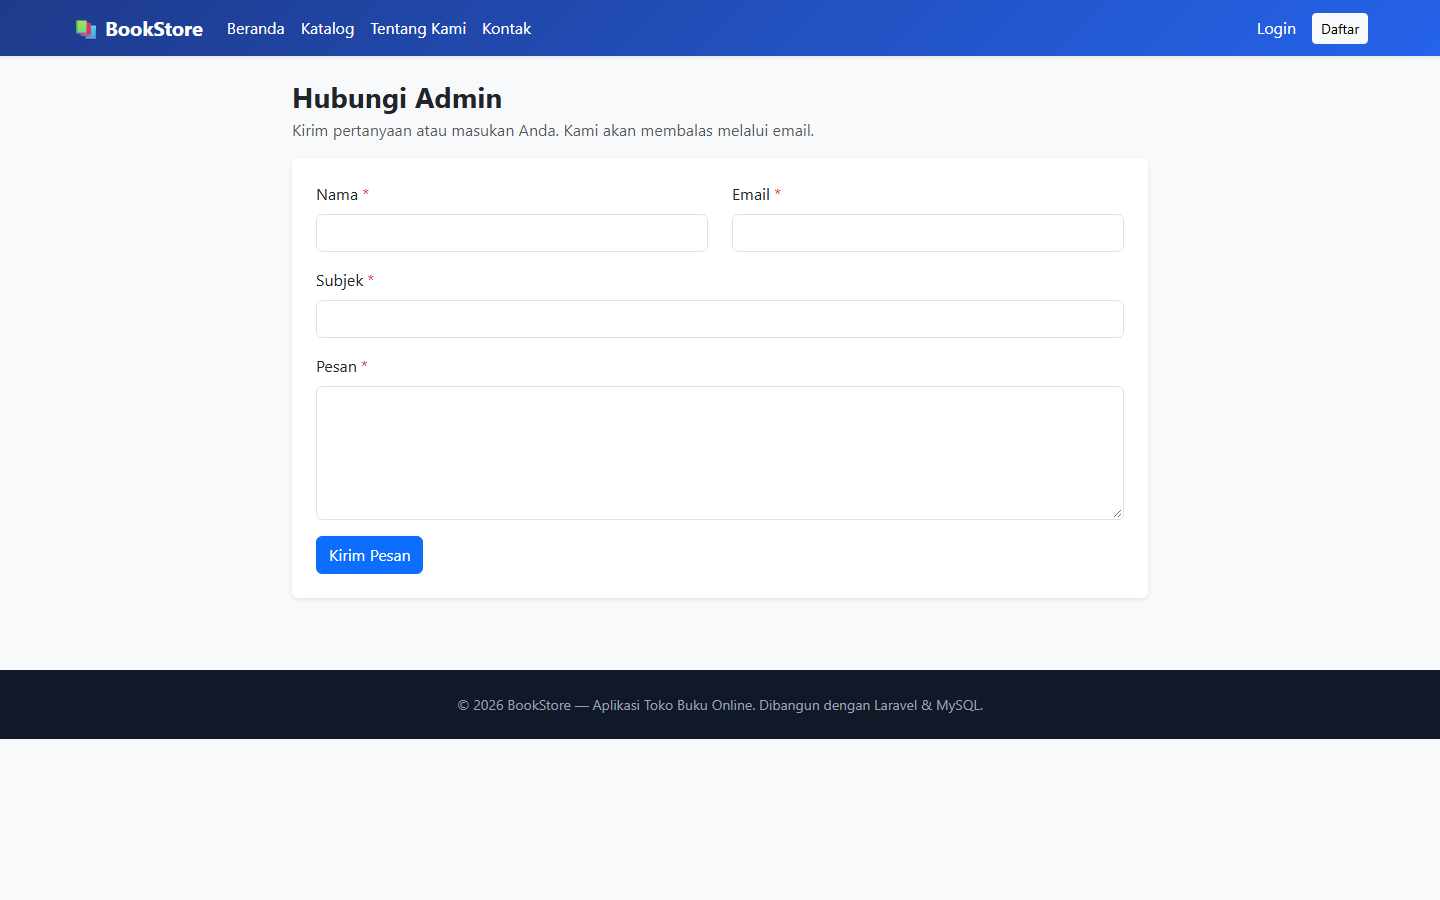 BookStore Beranda Katalog Tentang Kami Kontak Login Daftar
Hubungi Admin
Kirim pertanyaan atau masukan Anda. Kami akan membalas melalui email.
Nama * Email *
Subjek *
Pesan *
Kirim Pesan
© 2026 BookStore — Aplikasi Toko Buku Online. Dibangun dengan Laravel & MySQL.